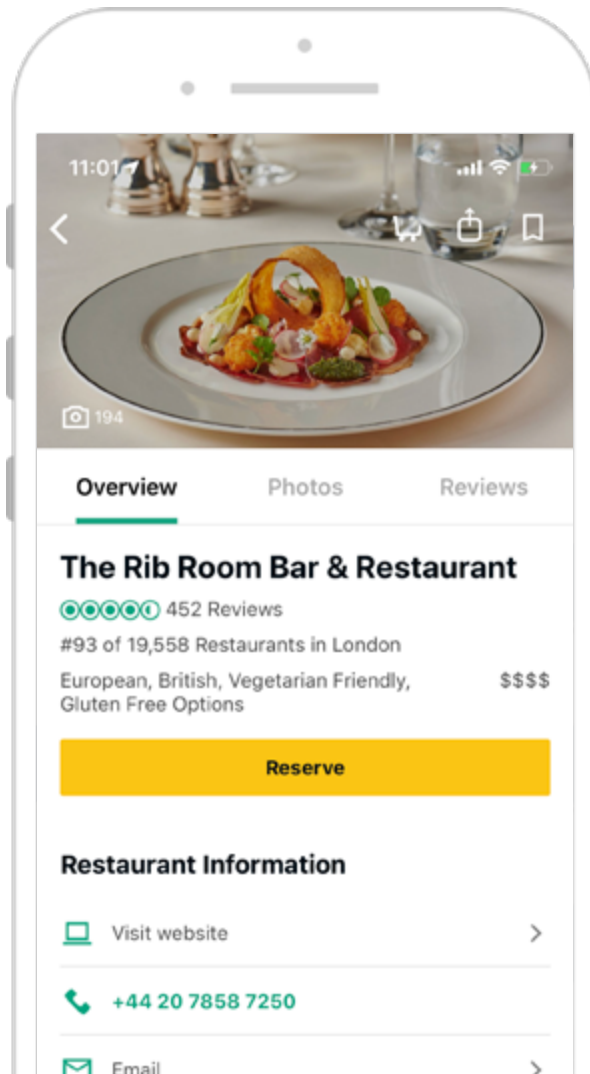 11:01
194
Overview
Photos
Reviews
The Rib Room Bar & Restaurant
452 Reviews
#93 of 19,558 Restaurants in London
European, British, Vegetarian Friendly, $$$$
Gluten Free Options
Reserve
Restaurant Information
Visit website
+44 20 7858 7250
Email